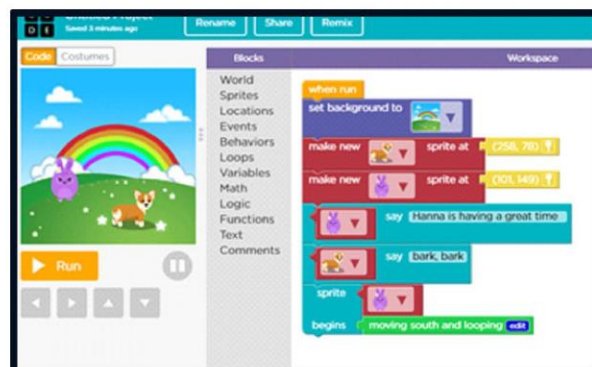 Untitled Project
Saved 3 minutes ago
Rename
Share
Remix
DE
Code
Costumes
Blocks
Workspace
World
Sprites
Locations
Events
Behaviors
Loops
Variables
Math
Logic
Functions
Text
Comments
Run
when run
set background to
make new sprite at (258, 78)
make new sprite at (101, 149)
say Hanna is having a great time
say bark, bark
sprite
begins moving south and looping edit